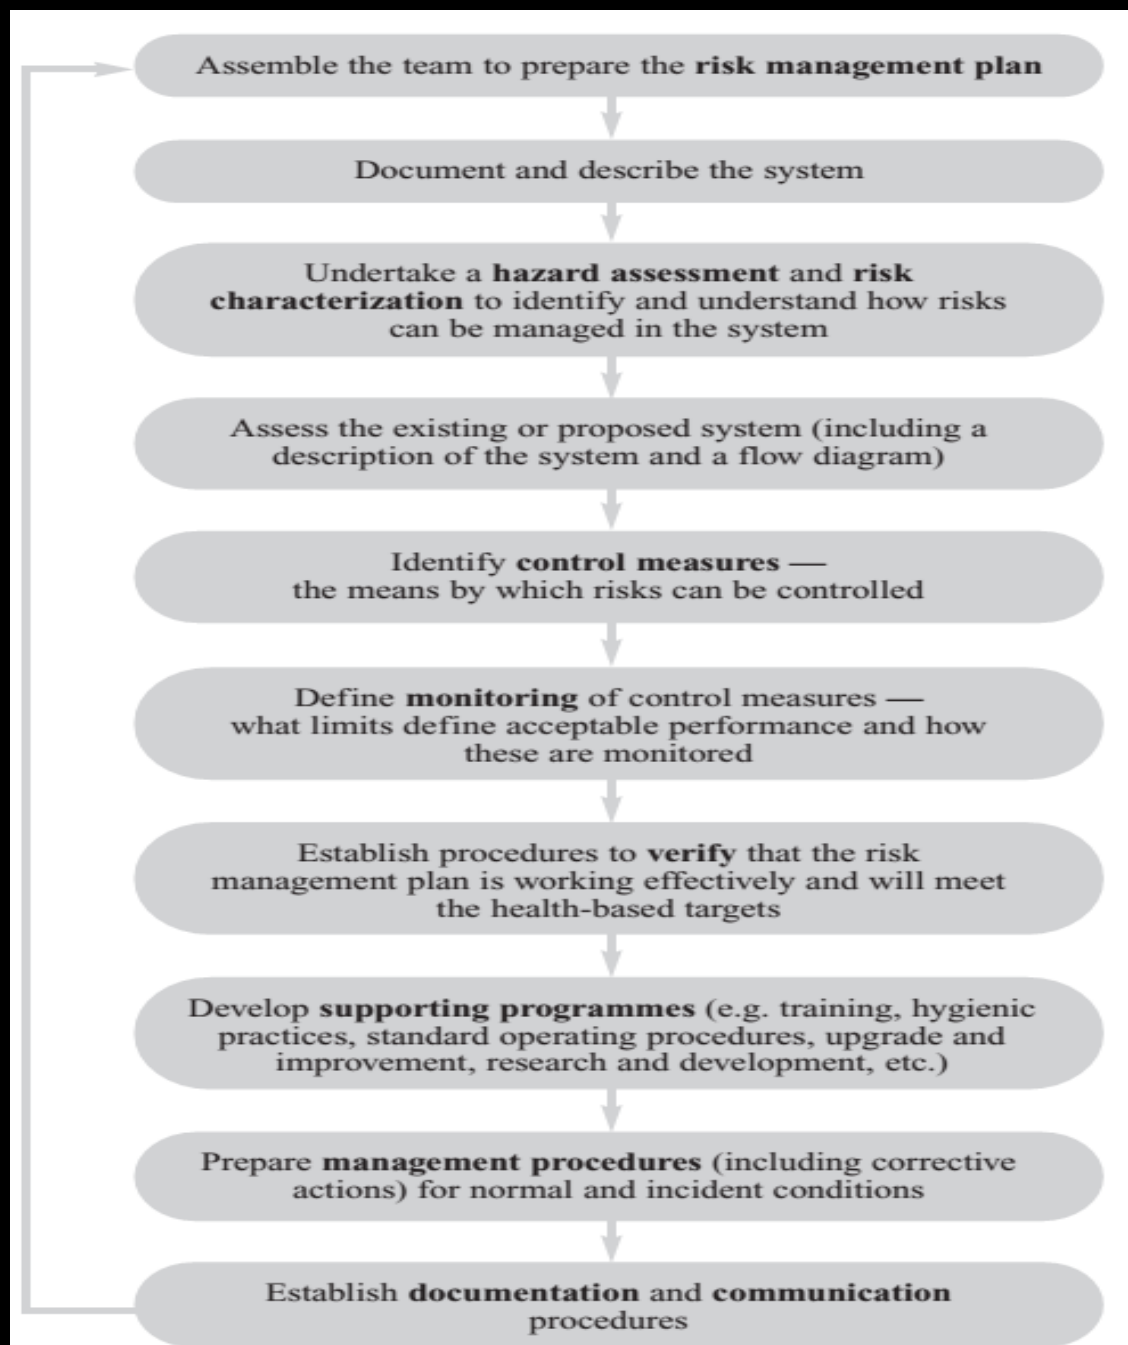 Assemble the team to prepare the risk management plan
Document and describe the system
Undertake a hazard assessment and risk
characterization to identify and understand how risks
can be managed in the system
Assess the existing or proposed system (including a
description of the system and a flow diagram)
Identify control measures —
the means by which risks can be controlled
Define monitoring of control measures —
what limits define acceptable performance and how
these are monitored
Establish procedures to verify that the risk
management plan is working effectively and will meet
the health-based targets
Develop supporting programmes (e.g. training, hygienic
practices, standard operating procedures, upgrade and
improvement, research and development, etc.)
Prepare management procedures (including corrective
actions) for normal and incident conditions
Establish documentation and communication
procedures